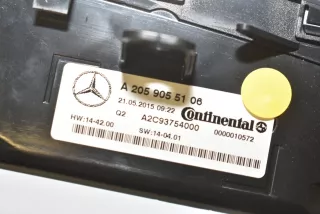 A 205 905 51 06
21.05.2015 09:22
Q2 A2C93754000
Continental
0000010572
HW:14-42.00 SW:14-04.01